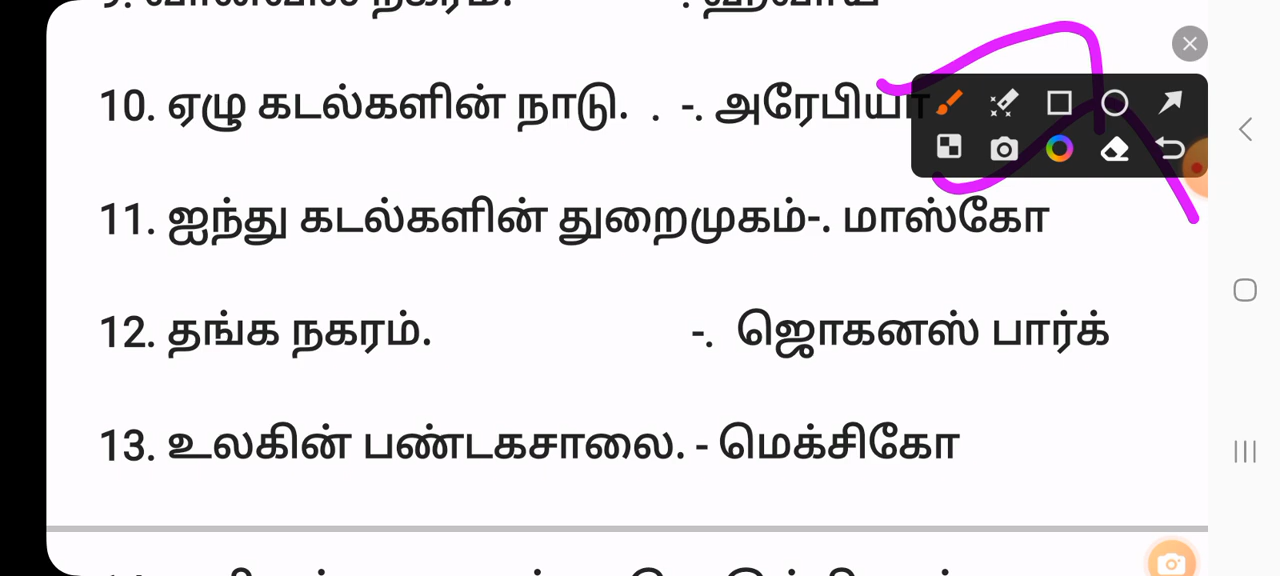 10. ஏழு கடல்களின் நாடு. . -. அரேபியா
11. ஐந்து கடல்களின் துறைமுகம்-. மாஸ்கோ
12. தங்க நகரம். -. ஜொகனஸ் பார்க்
13. உலகின் பண்டகசாலை. - மெக்சிகோ